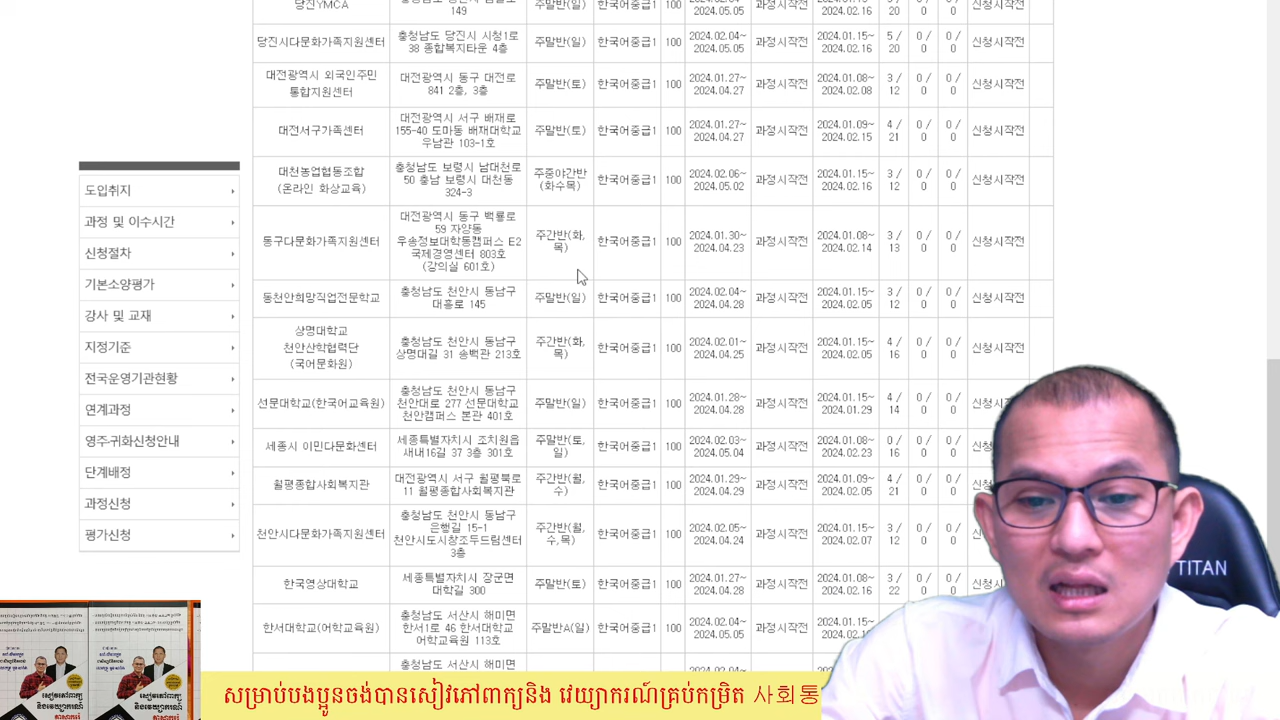 당진YMCA 149 주말반(일) 한국어중급1 100 2024.05.05 과정시작전 2024.02.16 20 0 0 신청시작전
당진시다문화가족지원센터 충청남도 당진시 시청1로 38 종합복지타운 4층 주말반(일) 한국어중급1 100 2024.02.04~ 2024.05.05 과정시작전 2024.01.15~ 2024.02.16 5 / 20 0 / 0 0 / 0 신청시작전
대전광역시 외국인주민 통합지원센터 대전광역시 동구 대전로 841 2층, 3층 주말반(토) 한국어중급1 100 2024.01.27~ 2024.04.27 과정시작전 2024.01.08~ 2024.02.08 3 / 12 0 / 0 0 / 0 신청시작전
대전서구가족센터 대전광역시 서구 배재로 155-40 도마동 배재대학교 우남관 103-1호 주말반(토) 한국어중급1 100 2024.01.27~ 2024.04.27 과정시작전 2024.01.09~ 2024.02.15 4 / 21 0 / 0 0 / 0 신청시작전
대천농업협동조합 (온라인 화상교육) 충청남도 보령시 남대천로 50 충남 보령시 대천동 324-3 주중야간반 (화수목) 한국어중급1 100 2024.02.06~ 2024.05.02 과정시작전 2024.01.15~ 2024.02.16 3 / 12 0 / 0 0 / 0 신청시작전
동구다문화가족지원센터 대전광역시 동구 백룡로 59 자양동 우송정보대학동캠퍼스 E2 국제경영센터 803호 (강의실 601호) 주간반(화, 목) 한국어중급1 100 2024.01.30~ 2024.04.23 과정시작전 2024.01.08~ 2024.02.14 3 / 13 0 / 0 0 / 0 신청시작전
동천안희망직업전문학교 충청남도 천안시 동남구 대흥로 145 주말반(일) 한국어중급1 100 2024.02.04~ 2024.04.28 과정시작전 2024.01.15~ 2024.02.05 3 / 12 0 / 0 0 / 0 신청시작전
상명대학교 천안산학협력단 (국어문화원) 충청남도 천안시 동남구 상명대길 31 송백관 213호 주간반(화, 목) 한국어중급1 100 2024.02.01~ 2024.04.25 과정시작전 2024.01.15~ 2024.02.05 4 / 16 0 / 0 0 / 0 신청시작전
선문대학교(한국어교육원) 충청남도 천안시 동남구 천안대로 277 선문대학교 천안캠퍼스 본관 401호 주말반(일) 한국어중급1 100 2024.01.28~ 2024.04.28 과정시작전 2024.01.15~ 2024.01.29 4 / 14 0 / 0 0 / 0 신청시작
세종시 이민다문화센터 세종특별자치시 조치원읍 새내16길 37 3층 301호 주말반(토, 일) 한국어중급1 100 2024.02.03~ 2024.05.04 과정시작전 2024.01.08~ 2024.02.23 0 / 16 0 / 0 0 / 0 신청
월평종합사회복지관 대전광역시 서구 월평북로 11 월평종합사회복지관 주간반(월, 수) 한국어중급1 100 2024.01.29~ 2024.04.29 과정시작전 2024.01.09~ 2024.02.05 4 / 21 0 / 0 0 / 0 신청
천안시다문화가족지원센터 충청남도 천안시 동남구 은행길 15-1 천안시도시창조두드림센터 3층 주간반(월, 수,목) 한국어중급1 100 2024.02.05~ 2024.04.24 과정시작전 2024.01.15~ 2024.02.07 3 / 12 0 / 0 0 / 0 신청
한국영상대학교 세종특별자치시 장군면 대학길 300 주말반(토) 한국어중급1 100 2024.01.27~ 2024.04.28 과정시작전 2024.01.08~ 2024.02.16 3 / 22 0 / 0 0 / 0 신청
한서대학교(어학교육원) 충청남도 서산시 해미면 한서1로 46 한서대학교 어학교육원 113호 주말반A(일) 한국어중급1 100 2024.02.04~ 2024.05.05 과정시작전 2024.01.15~
충청남도 서산시 해미면
도입취지
과정 및 이수시간
신청절차
기본소양평가
강사 및 교재
지정기준
전국운영기관현황
연계과정
영주·귀화신청안내
단계배정
과정신청
평가신청
TITAN
សម្រាប់បងប្អូនចង់បានសៀវភៅពាក្យនិង វេយ្យាករណ៍គ្រប់កម្រិត 사회통
សៀវភៅពាក្យ
និងវេយ្យាករណ៍
សៀវភៅពាក្យ
និងវេយ្យាករណ៍